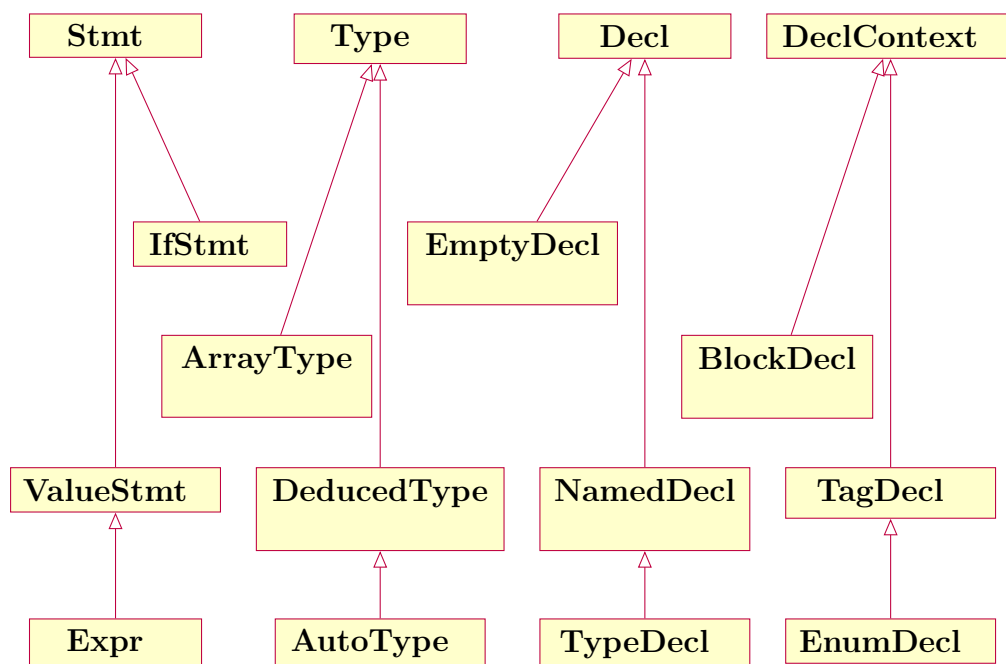 Stmt
Type
Decl
DeclContext
IfStmt
EmptyDecl
ArrayType
BlockDecl
ValueStmt
DeducedType
NamedDecl
TagDecl
Expr
AutoType
TypeDecl
EnumDecl